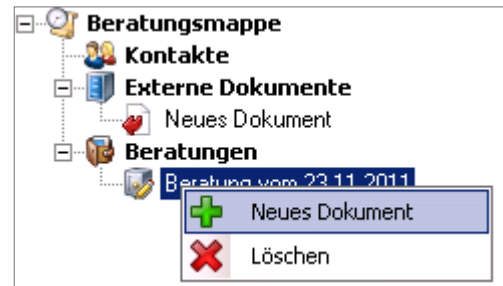 Beratungsmappe
Kontakte
Externe Dokumente
Neues Dokument
Beratungen
Beratung vom 23.11.2011
Neues Dokument
Löschen